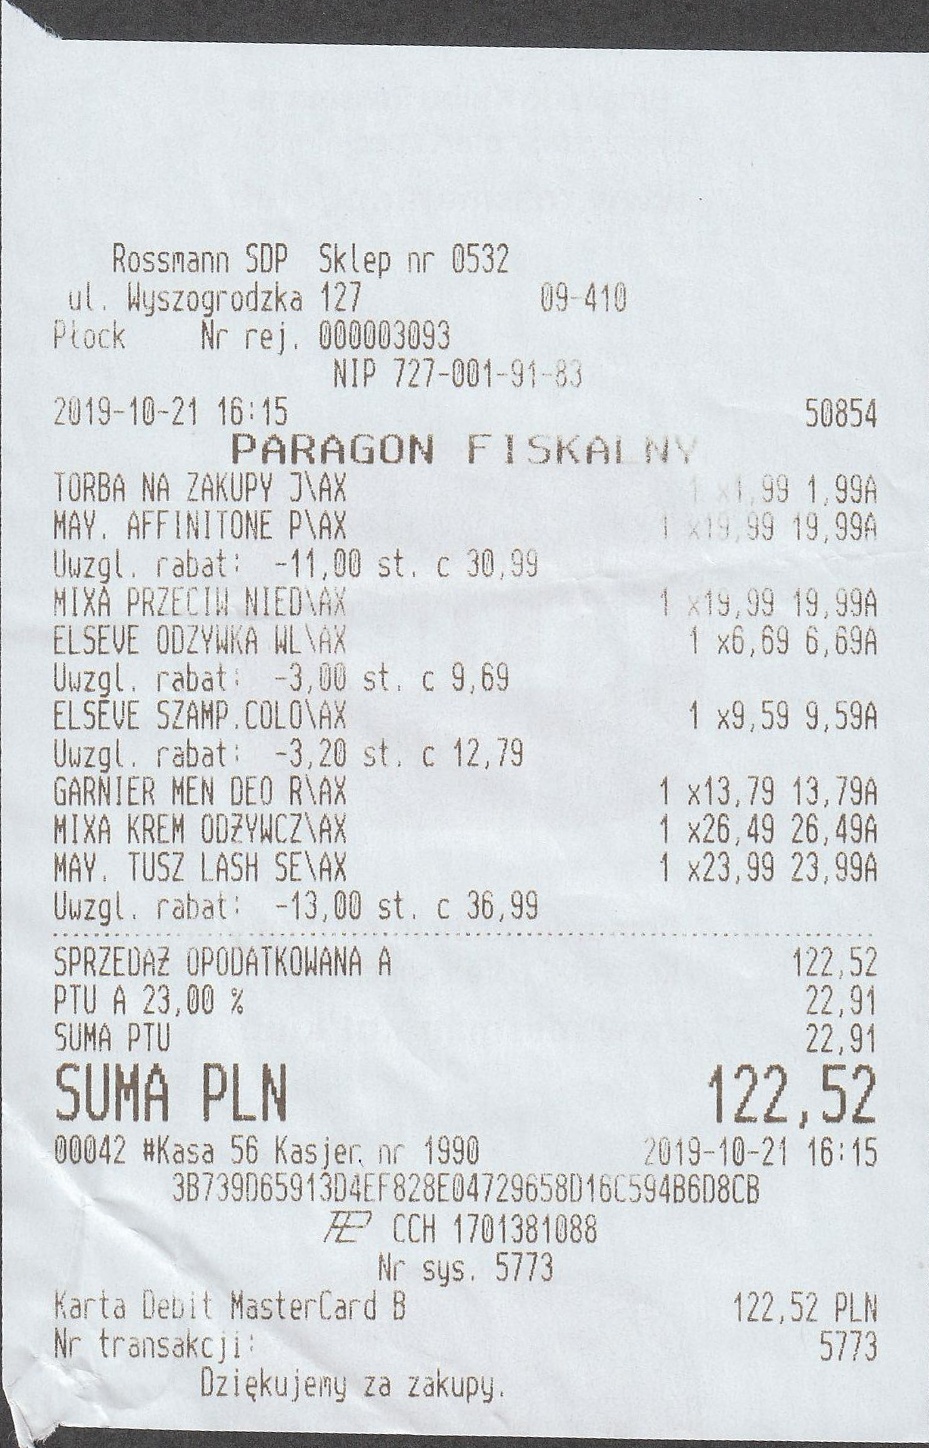 Rossmann SDP Sklep nr 0532
ul. Wyszogrodzka 127 09-410
Płock Nr rej. 000003093
NIP 727-001-91-83
2019-10-21 16:15 50854
PARAGON FISKALNY
TORBA NA ZAKUPY J\AX 1 x1,99 1,99A
MAY. AFFINITONE P\AX 1 x19,99 19,99A
Uwzgl. rabat: -11,00 st. c 30,99
MIXA PRZECIW NIED\AX 1 x19,99 19,99A
ELSEVE ODZYWKA WL\AX 1 x6,69 6,69A
Uwzgl. rabat: -3,00 st. c 9,69
ELSEVE SZAMP.COLO\AX 1 x9,59 9,59A
Uwzgl. rabat: -3,20 st. c 12,79
GARNIER MEN DEO R\AX 1 x13,79 13,79A
MIXA KREM ODŻYWCZ\AX 1 x26,49 26,49A
MAY. TUSZ LASH SE\AX 1 x23,99 23,99A
Uwzgl. rabat: -13,00 st. c 36,99
SPRZEDAŻ OPODATKOWANA A 122,52
PTU A 23,00 % 22,91
SUMA PTU 22,91
SUMA PLN 122,52
00042 #Kasa 56 Kasjer nr 1990 2019-10-21 16:15
3B739D65913D4EF828E04729658D16C594B6D8CB
CCH 1701381088
Nr sys. 5773
Karta Debit MasterCard B 122,52 PLN
Nr transakcji: 5773
Dziękujemy za zakupy.